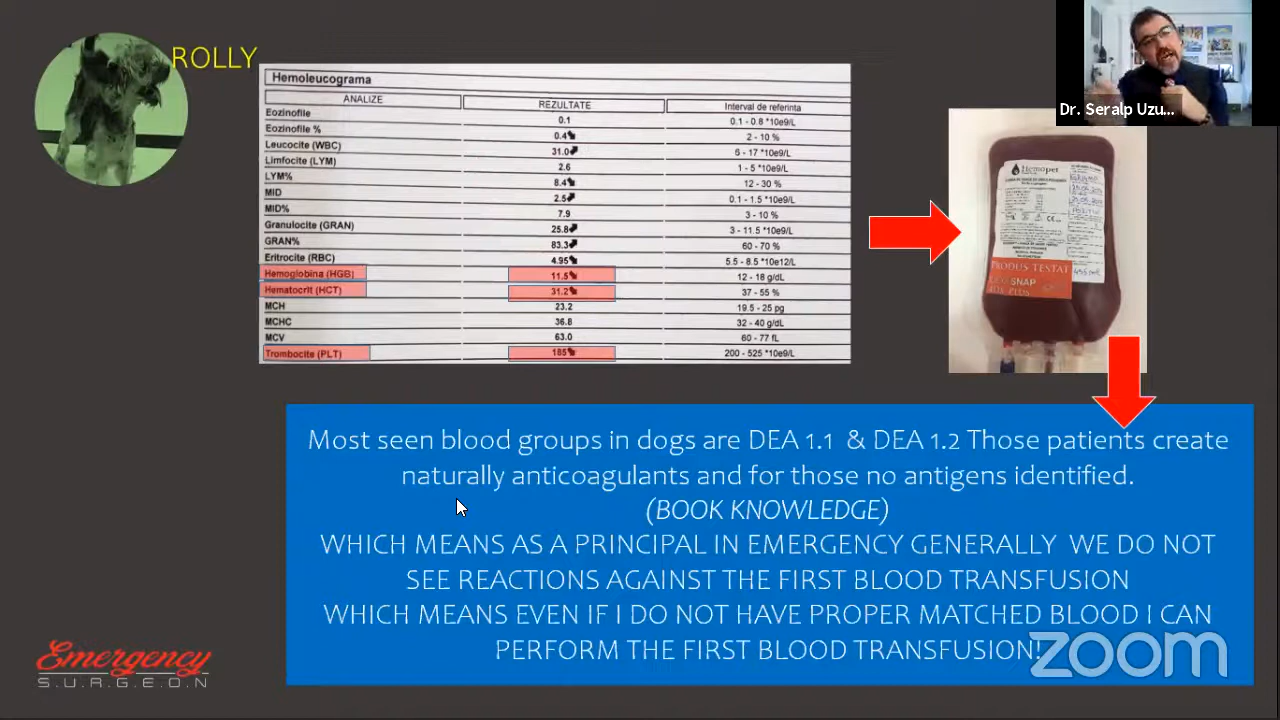 ROLLY
Hemoleucograma
ANALIZE REZULTATE Interval de referinta
Eozinofile 0.1 0.1 - 0.8 *10e9/L
Eozinofile % 0.4 2 - 10 %
Leucocite (WBC) 31.0 6 - 17 *10e9/L
Limfocite (LYM) 2.6 1 - 5 *10e9/L
LYM% 8.4 12 - 30 %
MID 2.5 0.1 - 1.5 *10e9/L
MID% 7.9 3 - 10 %
Granulocite (GRAN) 25.8 3 - 11.5 *10e9/L
GRAN% 83.3 60 - 70 %
Eritrocite (RBC) 4.95 5.5 - 8.5 *10e12/L
Hemoglobina (HGB) 11.5 12 - 18 g/dL
Hematocrit (HCT) 31.2 37 - 55 %
MCH 23.2 19.5 - 25 pg
MCHC 36.8 32 - 40 g/dL
MCV 63.0 60 - 77 fL
Trombocite (PLT) 185 200 - 525 *10e9/L
Dr. Seralp Uzu...
Hemopet
PRODUS TESTAT
SNAP
PLUS
Most seen blood groups in dogs are DEA 1.1 & DEA 1.2 Those patients create
naturally anticoagulants and for those no antigens identified.
(BOOK KNOWLEDGE)
WHICH MEANS AS A PRINCIPAL IN EMERGENCY GENERALLY WE DO NOT
SEE REACTIONS AGAINST THE FIRST BLOOD TRANSFUSION
WHICH MEANS EVEN IF I DO NOT HAVE PROPER MATCHED BLOOD I CAN
PERFORM THE FIRST BLOOD TRANSFUSION!
Emergency
S.U.R.G.E.O.N
zoom